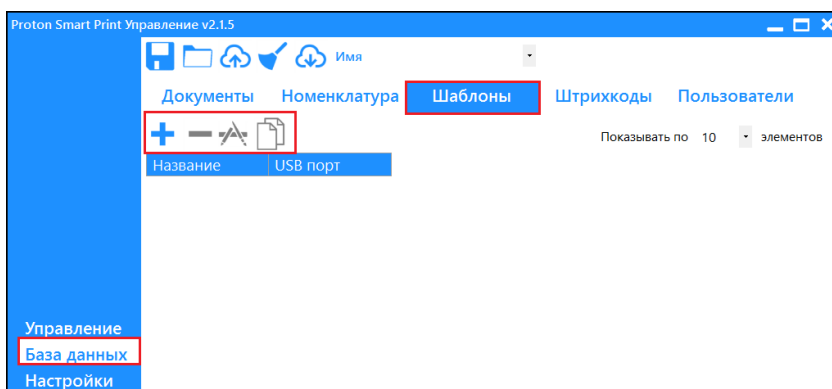 Proton Smart Print Управление v2.1.5
Имя
Документы Номенклатура Шаблоны Штрихкоды Пользователи
Показывать по 10 элементов
Название USB порт
Управление
База данных
Настройки